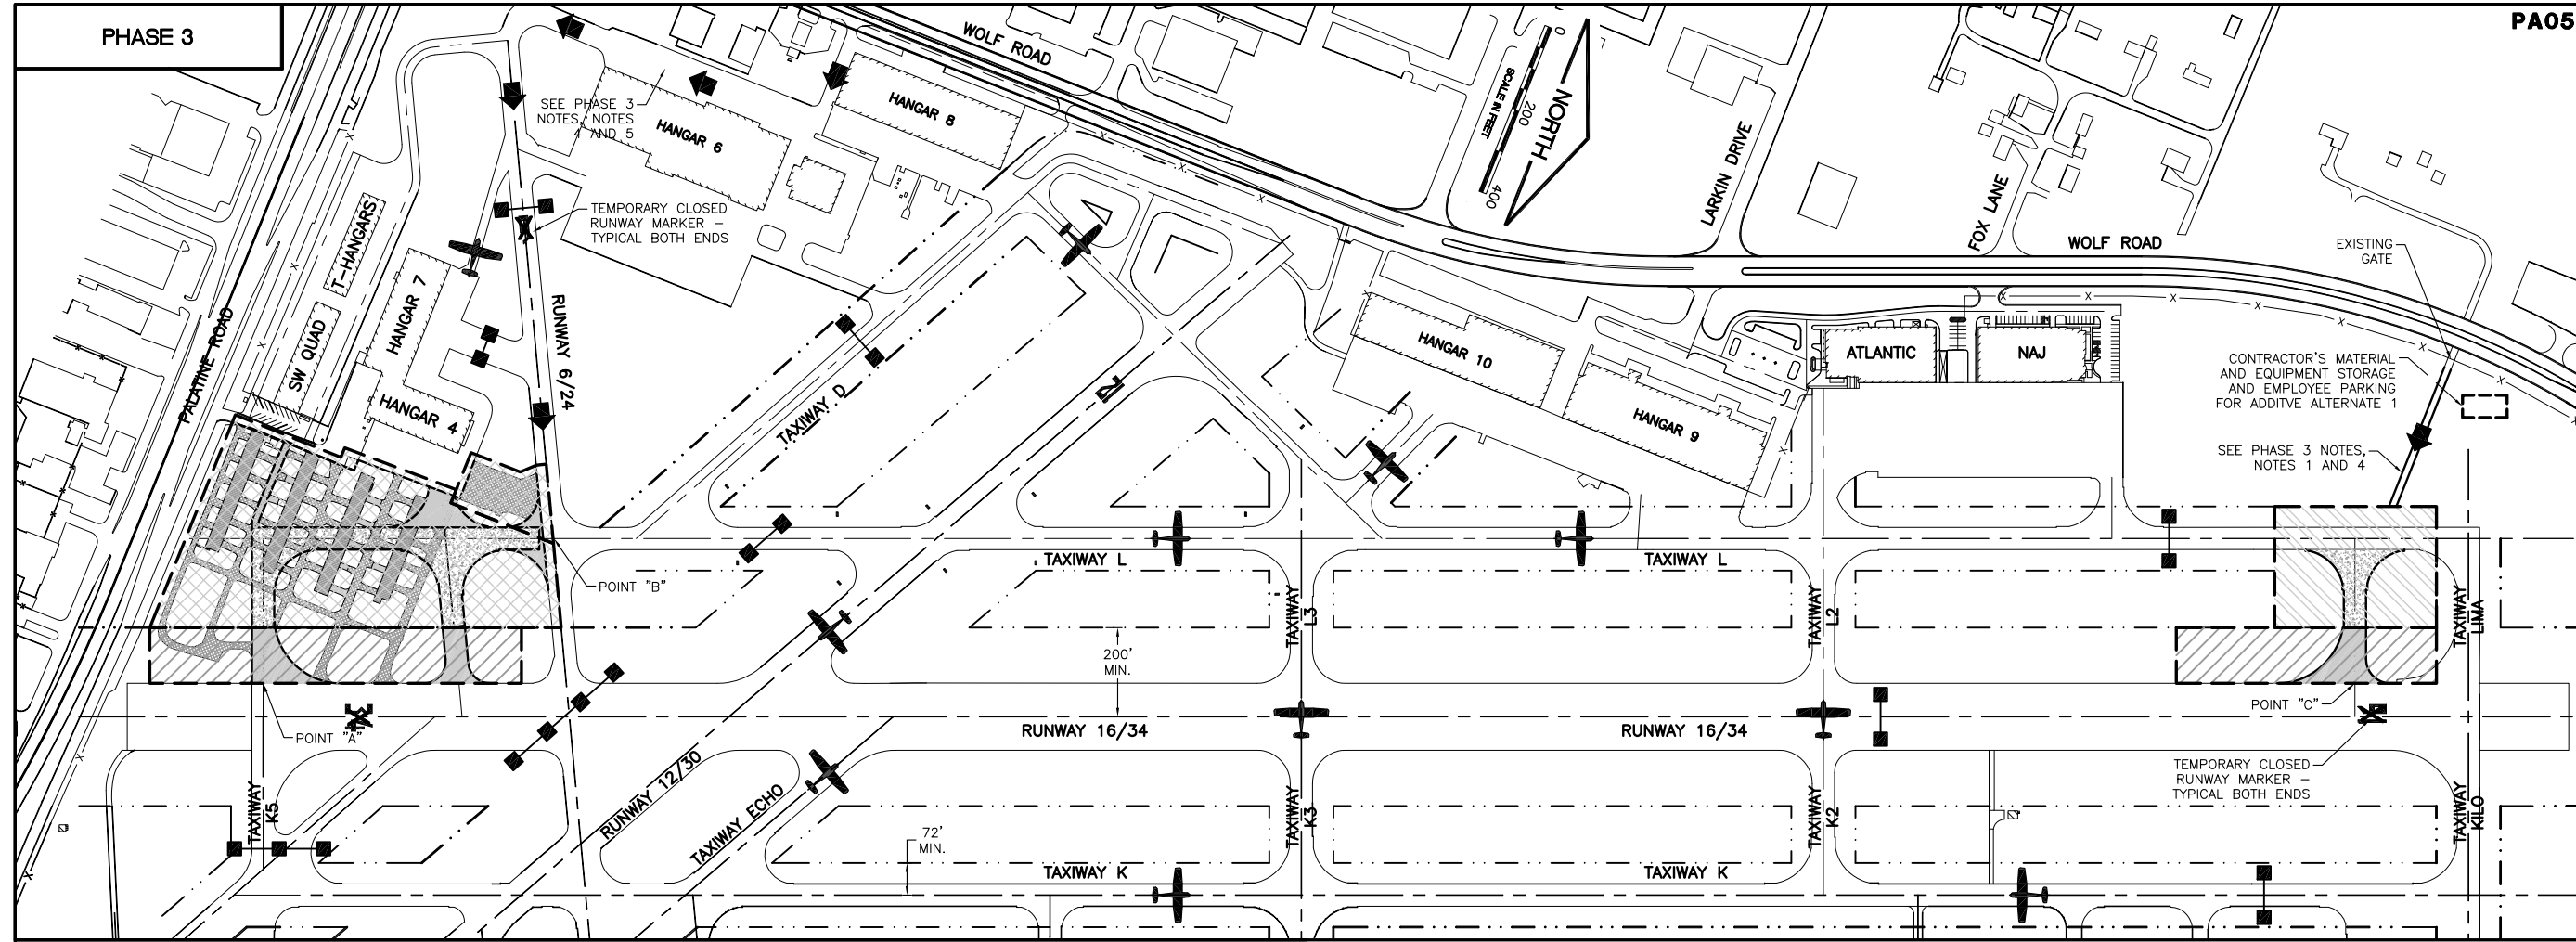 PHASE 3
PA05
WOLF ROAD
0
200
400
SCALE IN FEET
NORTH
SEE PHASE 3
NOTES, NOTES
4 AND 5
HANGAR 6
HANGAR 8
LARKIN DRIVE
FOX LANE
WOLF ROAD
EXISTING
GATE
TEMPORARY CLOSED
RUNWAY MARKER –
TYPICAL BOTH ENDS
T-HANGARS
SW QUAD
HANGAR 7
HANGAR 4
PALATINE ROAD
RUNWAY 6/24
TAXIWAY D
12
HANGAR 10
HANGAR 9
ATLANTIC
NAJ
CONTRACTOR'S MATERIAL
AND EQUIPMENT STORAGE
AND EMPLOYEE PARKING
FOR ADDITVE ALTERNATE 1
SEE PHASE 3 NOTES,
NOTES 1 AND 4
POINT "B"
TAXIWAY L
TAXIWAY L
TAXIWAY
L3
TAXIWAY
L2
TAXIWAY
LIMA
200'
MIN.
POINT "A"
RUNWAY 16/34
RUNWAY 16/34
POINT "C"
TEMPORARY CLOSED
RUNWAY MARKER –
TYPICAL BOTH ENDS
TAXIWAY
K5
RUNWAY 12/30
TAXIWAY ECHO
72'
MIN.
TAXIWAY K
TAXIWAY
K3
TAXIWAY K
TAXIWAY
K2
TAXIWAY
KILO